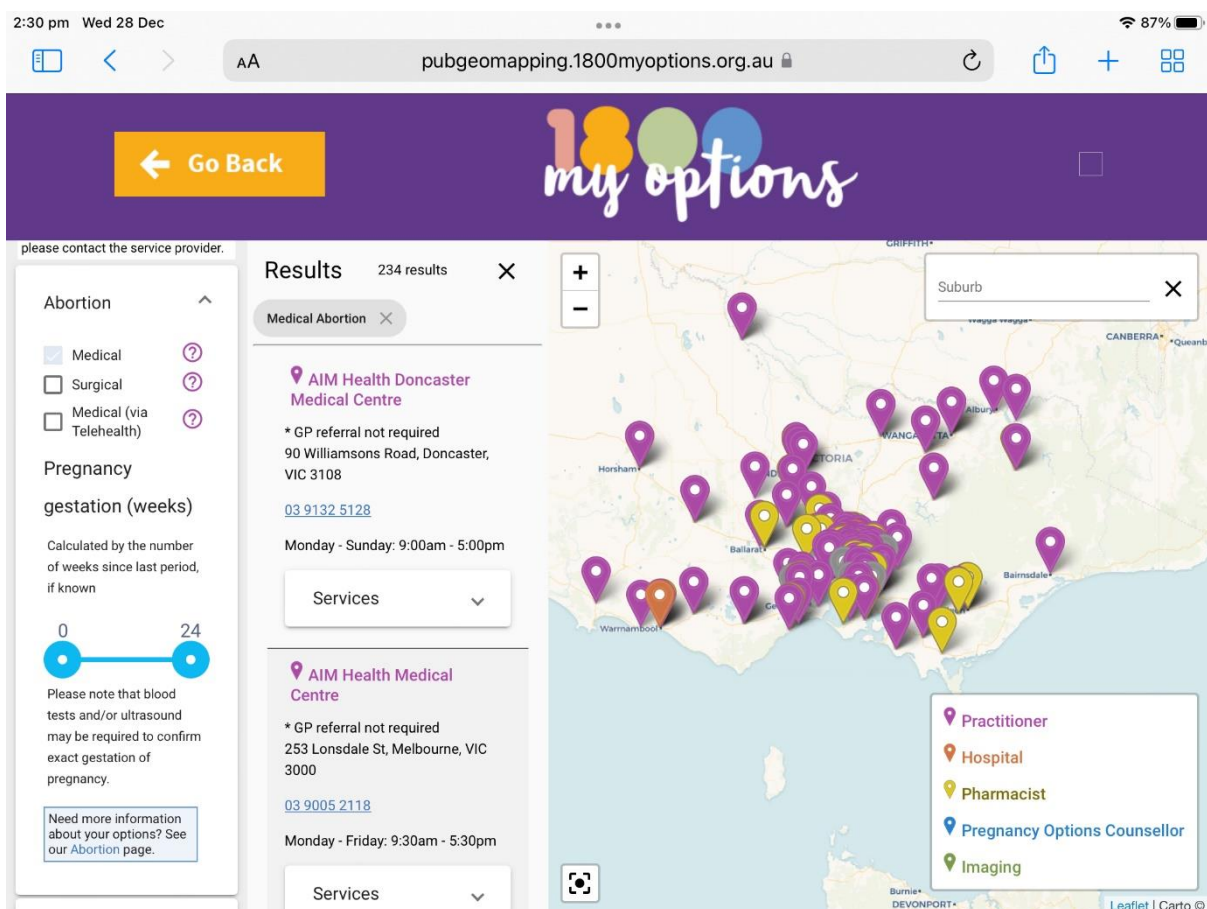 2:30 pm Wed 28 Dec
87%
AA
pubgeomapping.1800myoptions.org.au
Go Back
1800
my options
please contact the service provider.
Abortion
Medical
?
Surgical
?
Medical (via
Telehealth)
?
Pregnancy
gestation (weeks)
Calculated by the number
of weeks since last period,
if known
0 24
Please note that blood
tests and/or ultrasound
may be required to confirm
exact gestation of
pregnancy.
Need more information
about your options? See
our Abortion page.
Results 234 results
Medical Abortion
AIM Health Doncaster
Medical Centre
* GP referral not required
90 Williamsons Road, Doncaster,
VIC 3108
03 9132 5128
Monday - Sunday: 9:00am - 5:00pm
Services
AIM Health Medical
Centre
* GP referral not required
253 Lonsdale St, Melbourne, VIC
3000
03 9005 2118
Monday - Friday: 9:30am - 5:30pm
Services
+
−
Suburb
GRIFFITH
CANBERRA
Albury
Horsham
Ballarat
Bairnsdale
Warrnambool
Practitioner
Hospital
Pharmacist
Pregnancy Options Counsellor
Imaging
Burnie
DEVONPORT
Leaflet | Carto ©